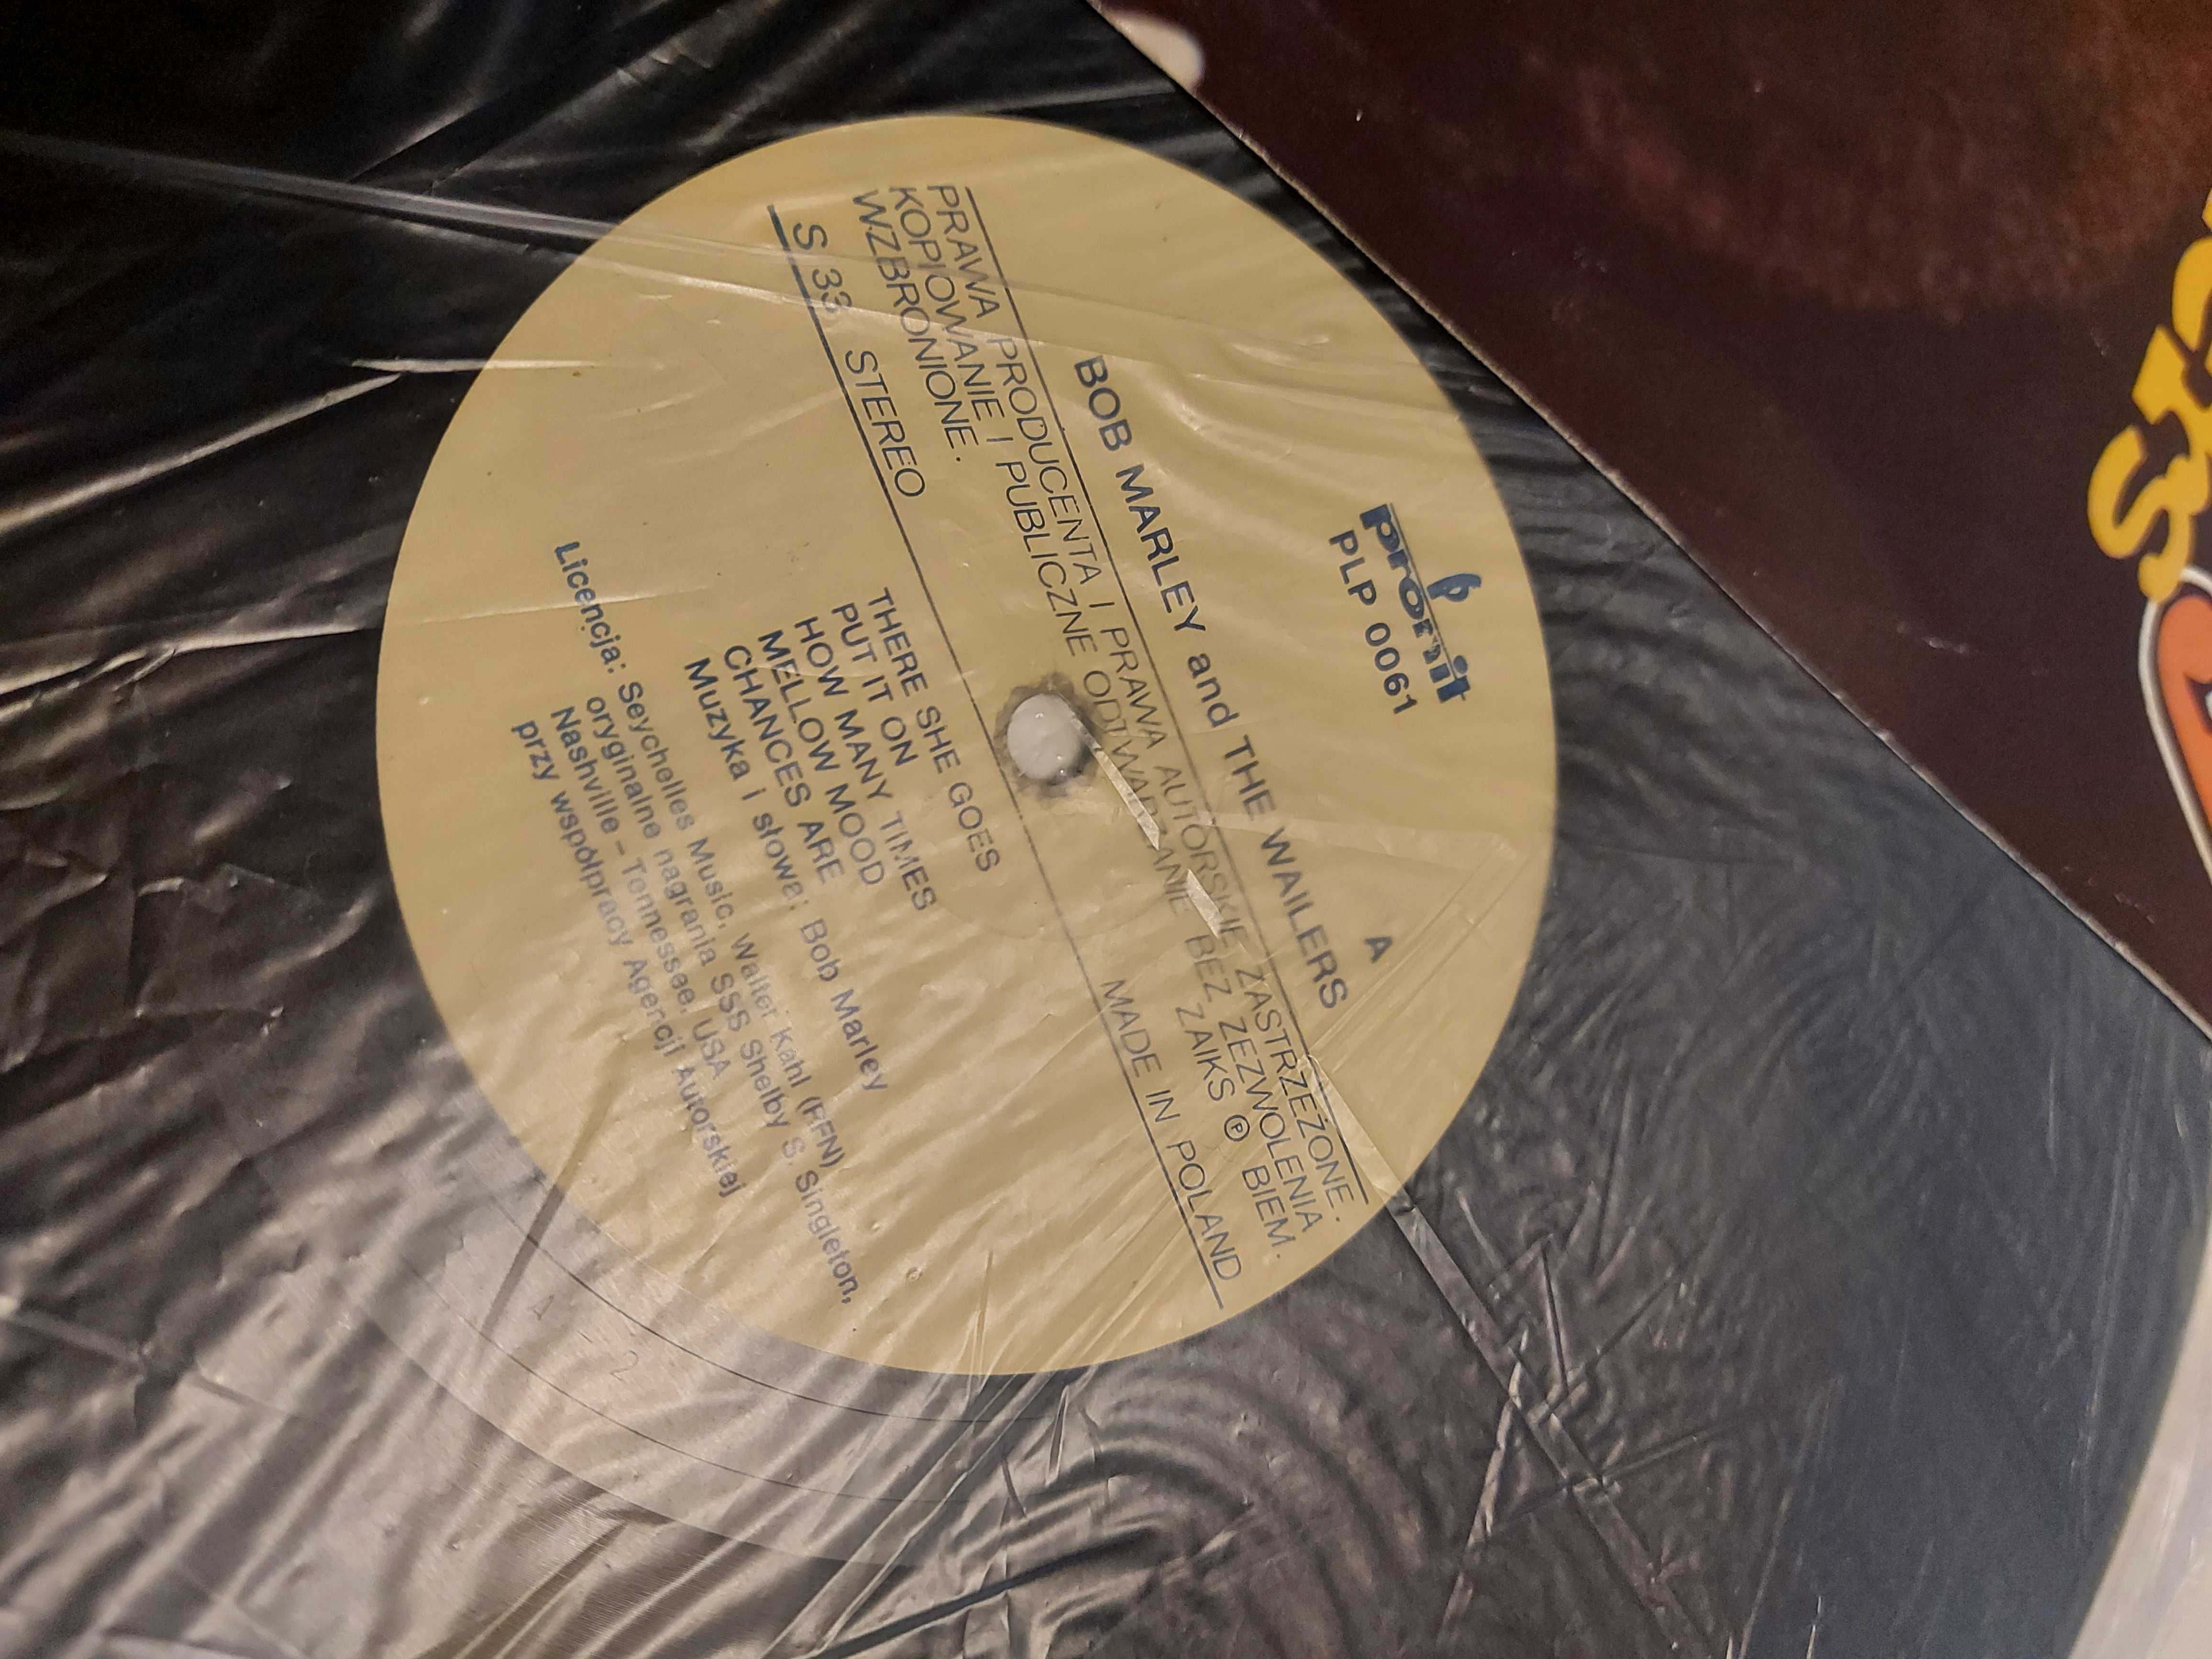 pronit
PLP 0061
A
BOB MARLEY and THE WAILERS
PRAWA PRODUCENTA I PRAWA AUTORSKIE ZASTRZEŻONE.
KOPIOWANIE I PUBLICZNE ODTWARZANIE BEZ ZEZWOLENIA
WZBRONIONE. ZAIKS Ⓟ BIEM.
S 33 STEREO MADE IN POLAND
THERE SHE GOES
PUT IT ON
HOW MANY TIMES
MELLOW MOOD
CHANCES ARE
Muzyka i słowa: Bob Marley
Licencja: Seychelles Music, Walter Kahl (RFN)
oryginalne nagrania SSS Shelby S. Singleton,
Nashville – Tennessee. USA
przy współpracy Agencji Autorskiej
A 2